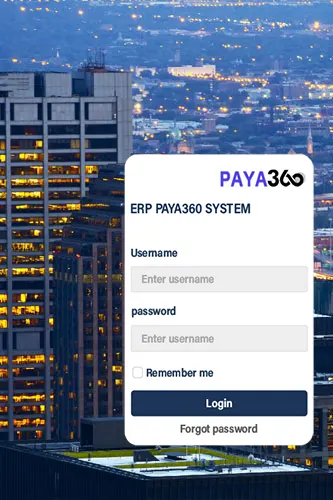 PAYA360
ERP PAYA360 SYSTEM
Username
Enter username
password
Enter username
Remember me
Login
Forgot password